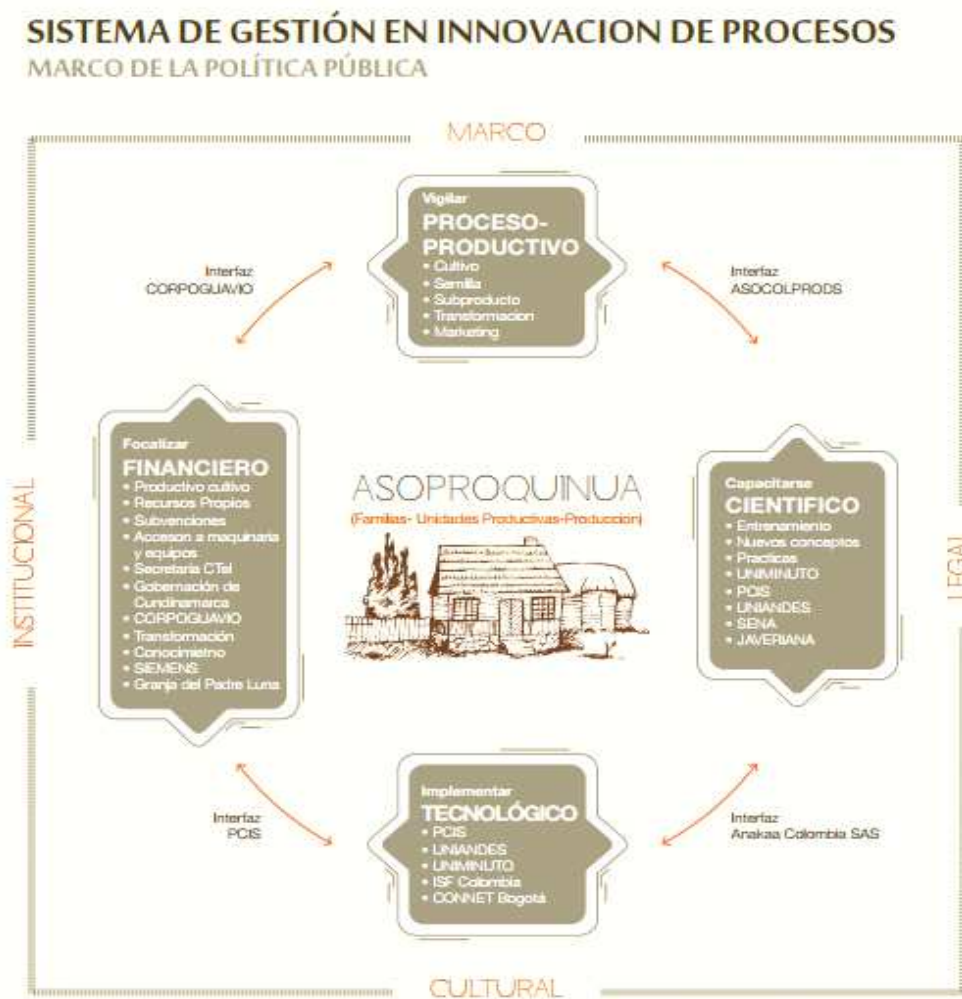 SISTEMA DE GESTIÓN EN INNOVACION DE PROCESOS
MARCO DE LA POLÍTICA PÚBLICA
MARCO
Vigilar
PROCESO-
PRODUCTIVO
• Cultivo
• Semilla
• Subproducto
• Transformacion
• Marketing
Interfaz
CORPOGUAVIO
Interfaz
ASOCOLPRODS
INSTITUCIONAL
Focalizar
FINANCIERO
• Productivo cultivo
• Recursos Propios
• Subvenciones
• Acceson a maquinaria
y equipos
• Secretaria CTeI
• Gobernación de
Cundinamarca
• CORPOGUAVIO
• Transformación
• Conocimietno
• SIEMENS
• Granja del Padre Luna
ASOPROQUINUA
(Familias- Unidades Productivas-Producción)
Capacitarse
CIENTIFICO
• Entrenamiento
• Nuevos conceptos
• Practicas
• UNIMINUTO
• PCIS
• UNIANDES
• SENA
• JAVERIANA
LEGAL
Interfaz
PCIS
Implementar
TECNOLÓGICO
• PCIS
• UNIANDES
• UNIMINUTO
• ISF Colombia
• CONNET Bogotá
Interfaz
Anakaa Colombia SAS
CULTURAL